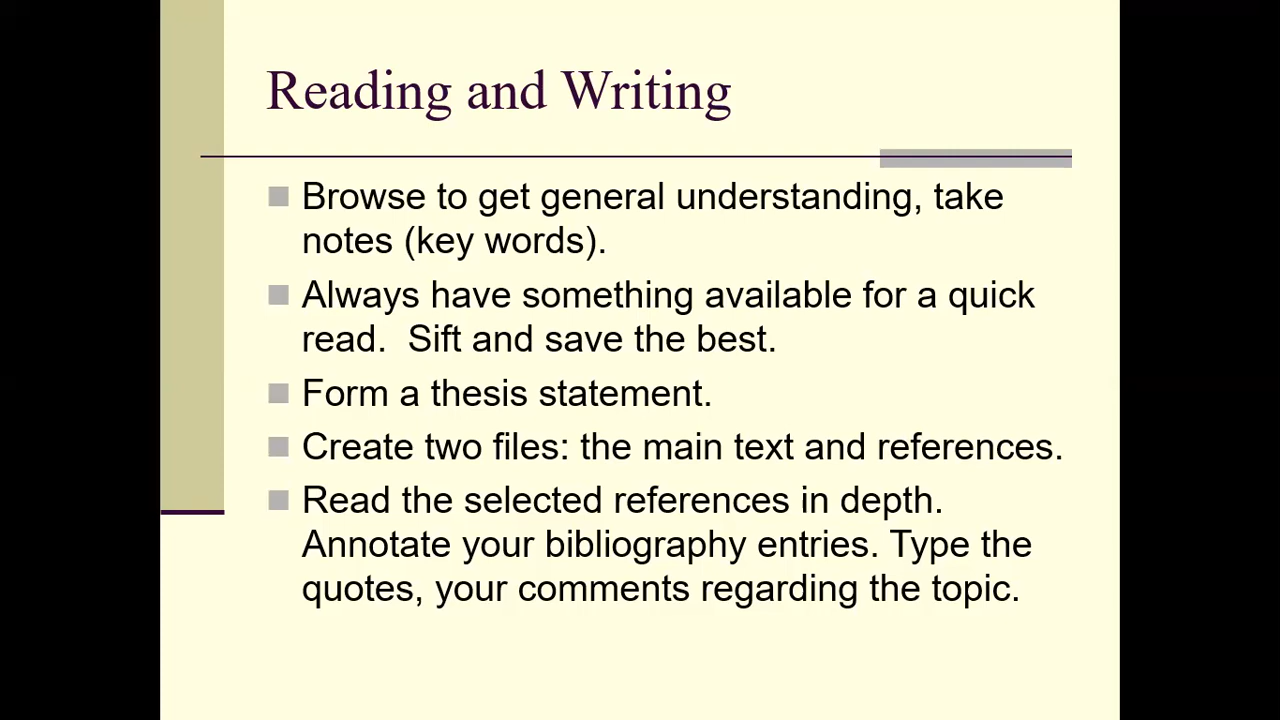 Reading and Writing
Browse to get general understanding, take
notes (key words).
Always have something available for a quick
read.  Sift and save the best.
Form a thesis statement.
Create two files: the main text and references.
Read the selected references in depth.
Annotate your bibliography entries. Type the
quotes, your comments regarding the topic.